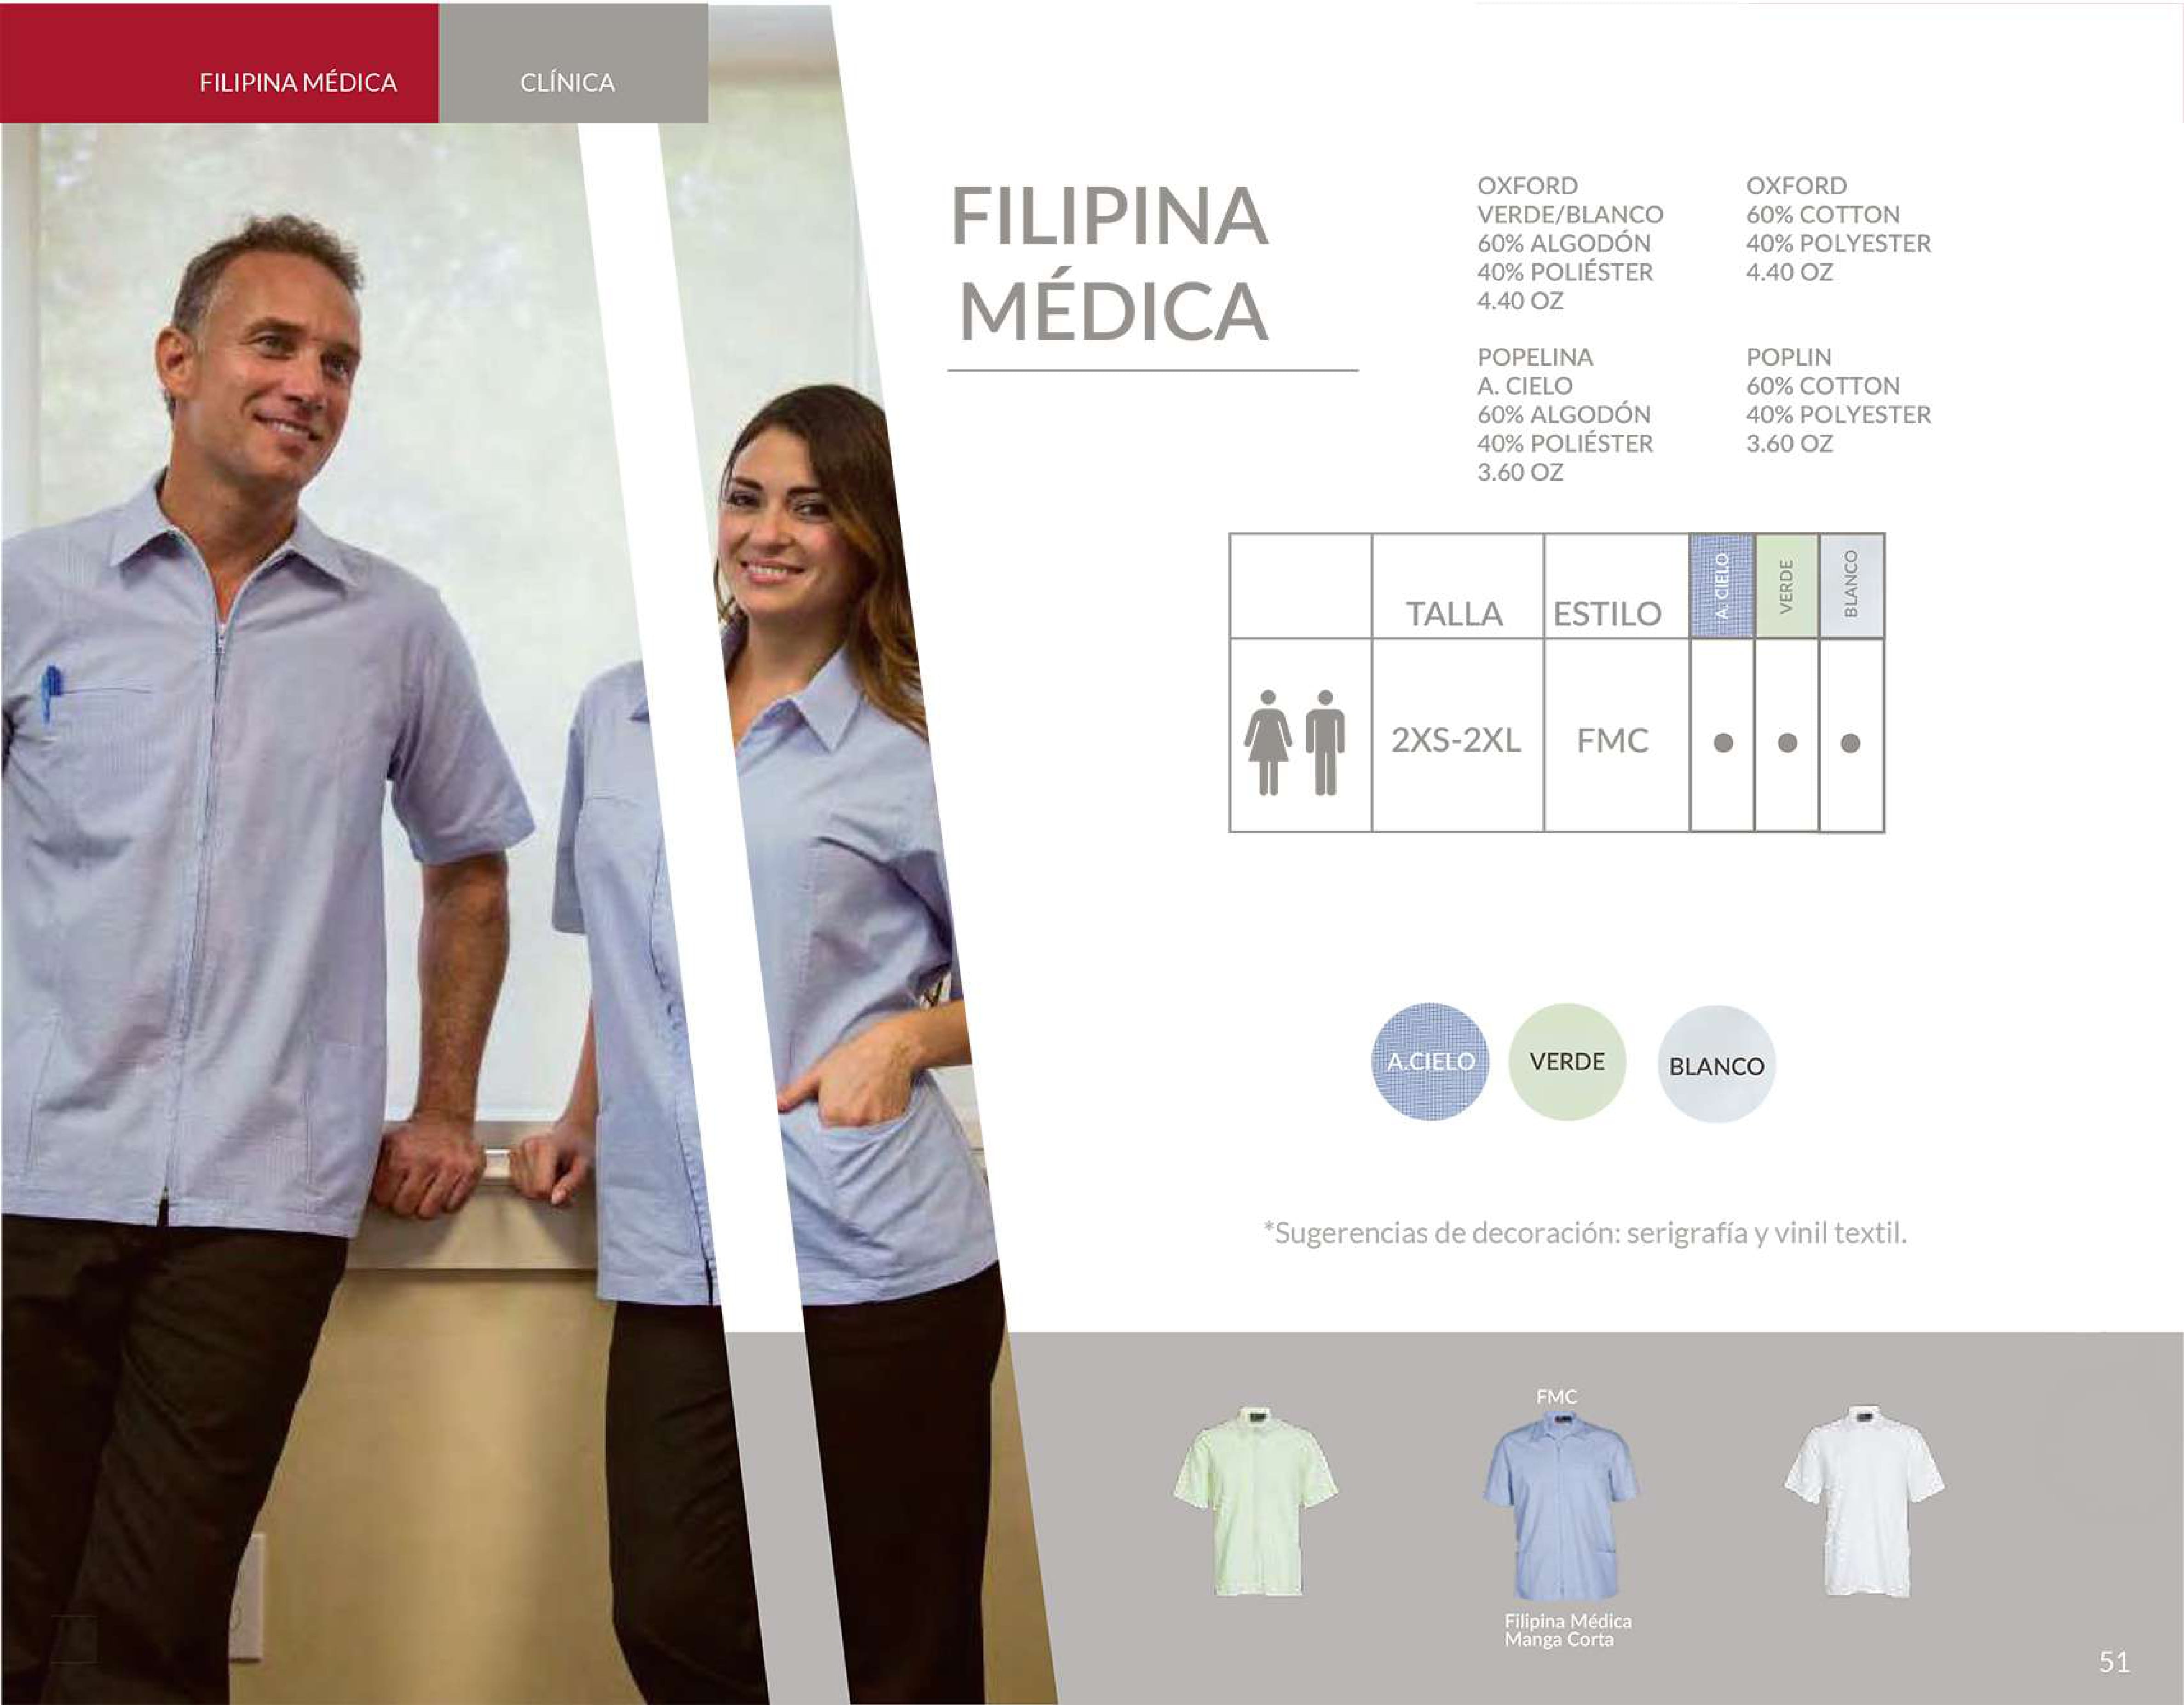 FILIPINA MÉDICA
CLÍNICA
FILIPINA
MÉDICA
OXFORD
VERDE/BLANCO
60% ALGODÓN
40% POLIÉSTER
4.40 OZ
OXFORD
60% COTTON
40% POLYESTER
4.40 OZ
POPELINA
A. CIELO
60% ALGODÓN
40% POLIÉSTER
3.60 OZ
POPLIN
60% COTTON
40% POLYESTER
3.60 OZ
TALLA
ESTILO
A. CIELO
VERDE
BLANCO
2XS-2XL
FMC
A.CIELO
VERDE
BLANCO
*Sugerencias de decoración: serigrafía y vinil textil.
FMC
Filipina Médica
Manga Corta
51